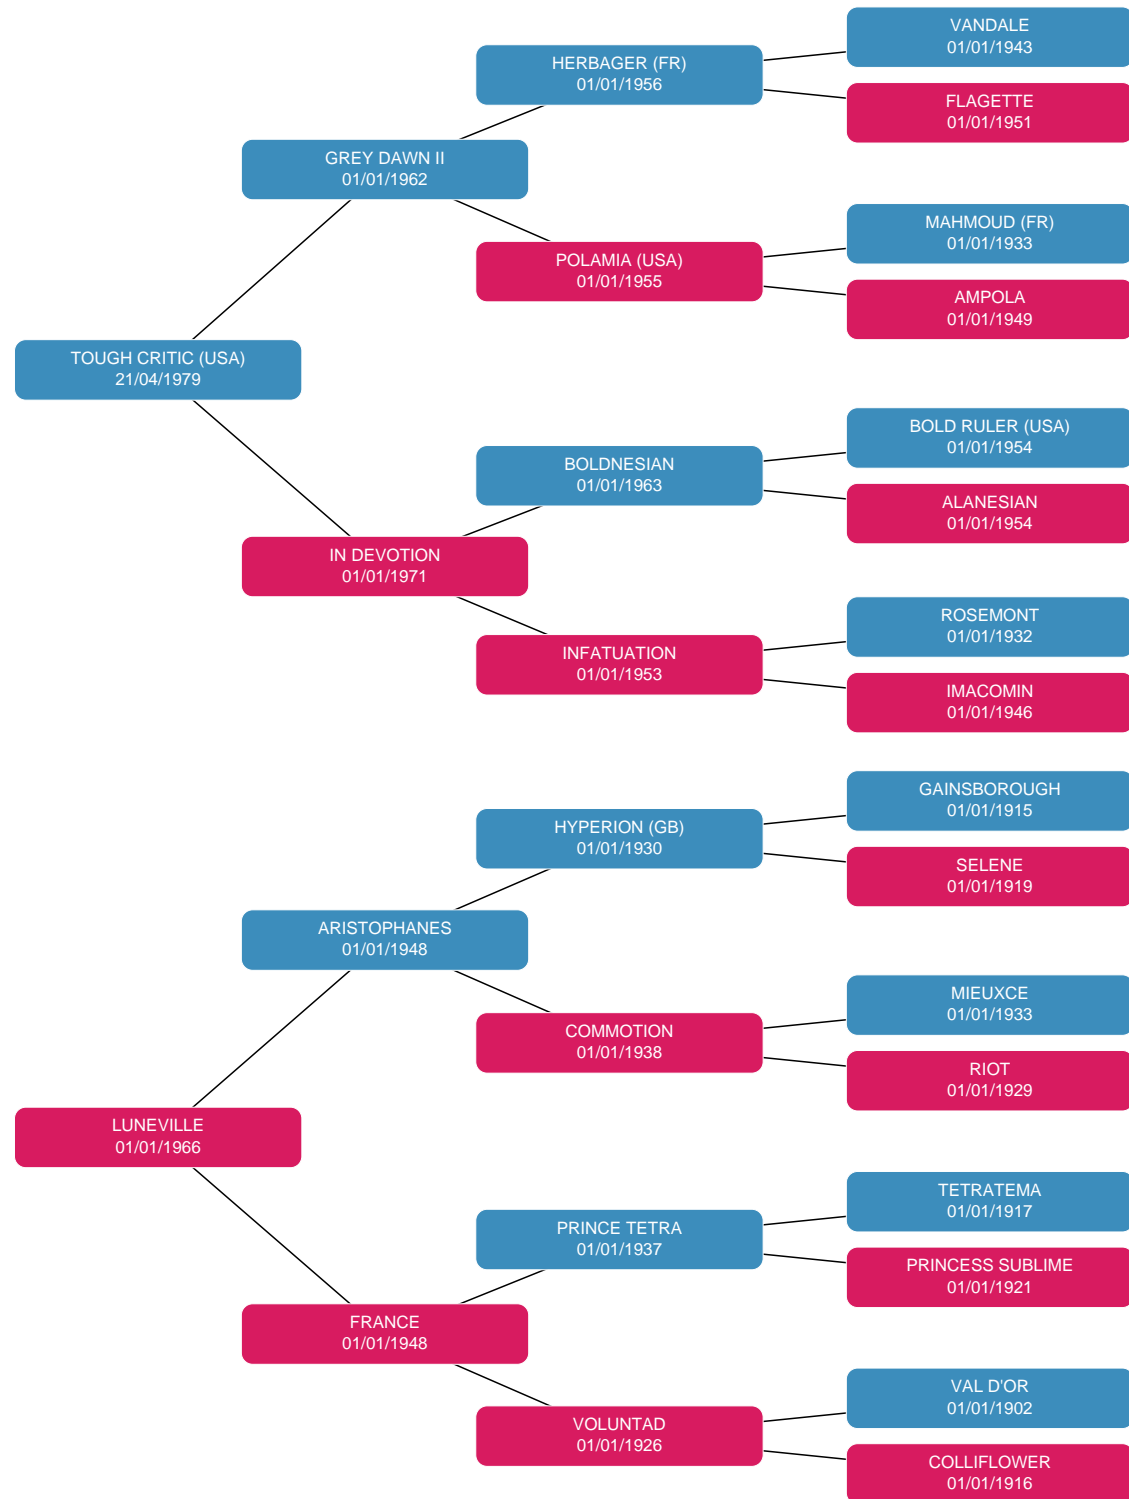 VANDALE
01/01/1943
HERBAGER (FR)
01/01/1956
FLAGETTE
01/01/1951
GREY DAWN II
01/01/1962
MAHMOUD (FR)
01/01/1933
POLAMIA (USA)
01/01/1955
AMPOLA
01/01/1949
TOUGH CRITIC (USA)
21/04/1979
BOLD RULER (USA)
01/01/1954
BOLDNESIAN
01/01/1963
ALANESIAN
01/01/1954
IN DEVOTION
01/01/1971
ROSEMONT
01/01/1932
INFATUATION
01/01/1953
IMACOMIN
01/01/1946
GAINSBOROUGH
01/01/1915
HYPERION (GB)
01/01/1930
SELENE
01/01/1919
ARISTOPHANES
01/01/1948
MIEUXCE
01/01/1933
COMMOTION
01/01/1938
RIOT
01/01/1929
LUNEVILLE
01/01/1966
TETRATEMA
01/01/1917
PRINCE TETRA
01/01/1937
PRINCESS SUBLIME
01/01/1921
FRANCE
01/01/1948
VAL D'OR
01/01/1902
VOLUNTAD
01/01/1926
COLLIFLOWER
01/01/1916